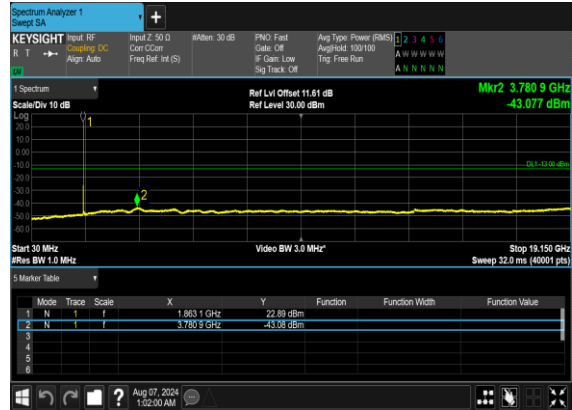 Spectrum Analyzer 1
Swept SA
KEYSIGHT Input: RF Input Z: 50 Ω #Atten: 30 dB PNO: Fast Avg Type: Power (RMS) 1 2 3 4 5 6
R T Coupling: DC Corr CCorr Gate: Off Avg|Hold: 100/100 A W W W W W
Align: Auto Freq Ref: Int (S) IF Gain: Low Trig: Free Run
Sig Track: Off A N N N N N
1 Spectrum Ref Lvl Offset 11.61 dB Mkr2 3.780 9 GHz
Scale/Div 10 dB Ref Level 30.00 dBm -43.077 dBm
Log
20.0
10.0
0.00
-10.0
-20.0
-30.0
-40.0
-50.0
-60.0
1
2
DL1 -13.00 dBm
Start 30 MHz Video BW 3.0 MHz* Stop 19.150 GHz
#Res BW 1.0 MHz Sweep 32.0 ms (40001 pts)
5 Marker Table
Mode Trace Scale X Y Function Function Width Function Value
1 N 1 f 1.863 1 GHz 22.89 dBm
2 N 1 f 3.780 9 GHz -43.08 dBm
3
4
5
6
? Aug 07, 2024
1:02:00 AM